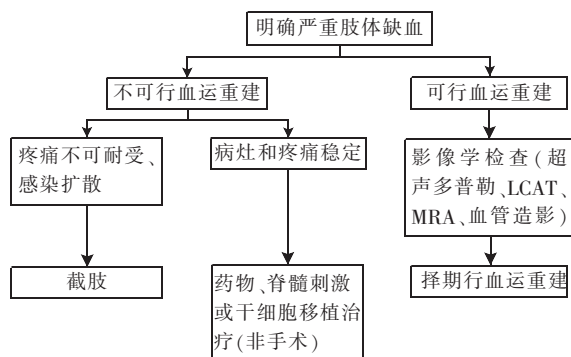 明确严重肢体缺血
不可行血运重建
可行血运重建
疼痛不可耐受、
感染扩散
病灶和疼痛稳定
影像学检查(超
声多普勒、LCAT、
MRA、血管造影)
截肢
药物、脊髓刺激
或干细胞移植治
疗(非手术)
择期行血运重建